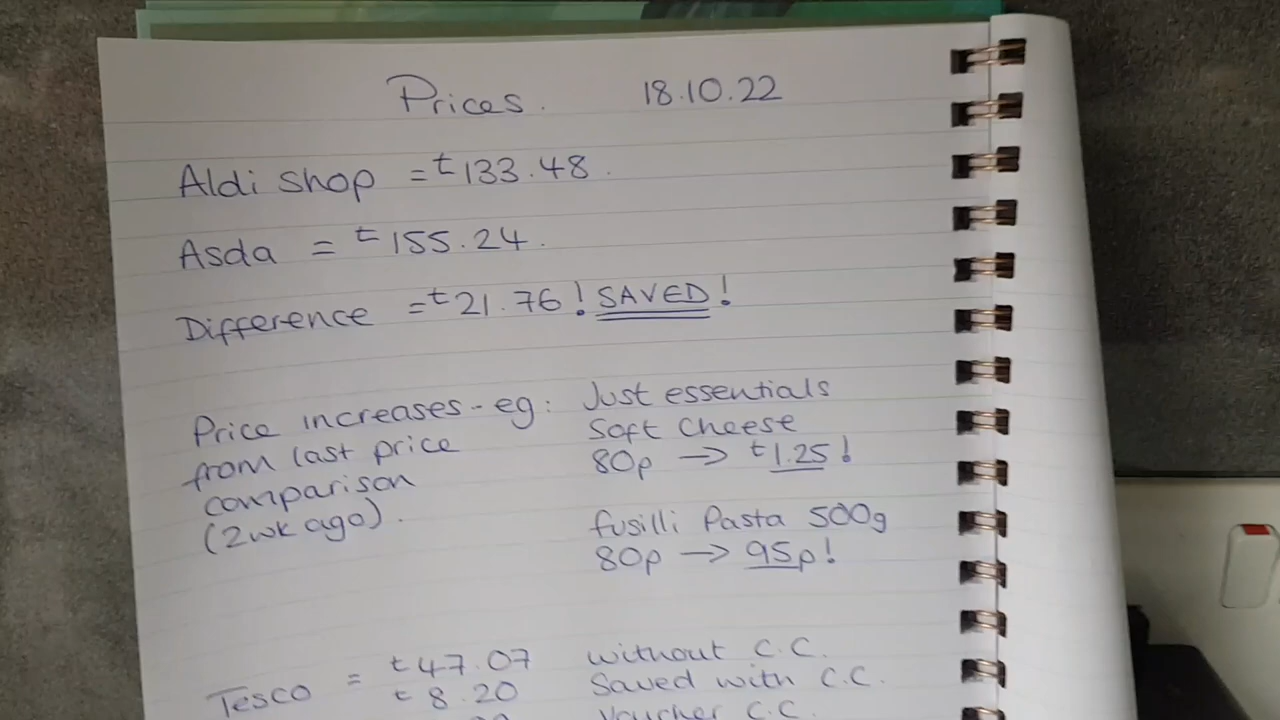 Prices. 18.10.22
Aldi shop = £133.48.
Asda = £155.24.
Difference = £21.76! SAVED!
Price increases - eg:
from last price
comparison
(2wk ago).
Just essentials
Soft Cheese
80p → £1.25!
fusilli Pasta 500g
80p → 95p!
Tesco = £47.07 without C.C.
£8.20 Saved with C.C.
Voucher C.C.